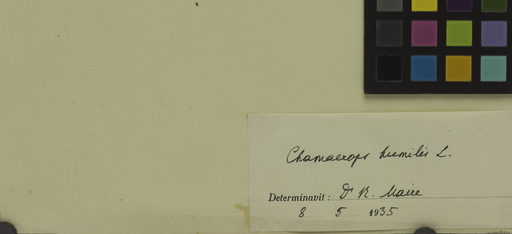 Chamaerops humilis L.
Determinavit: Dr R. Maire
8 5 1935